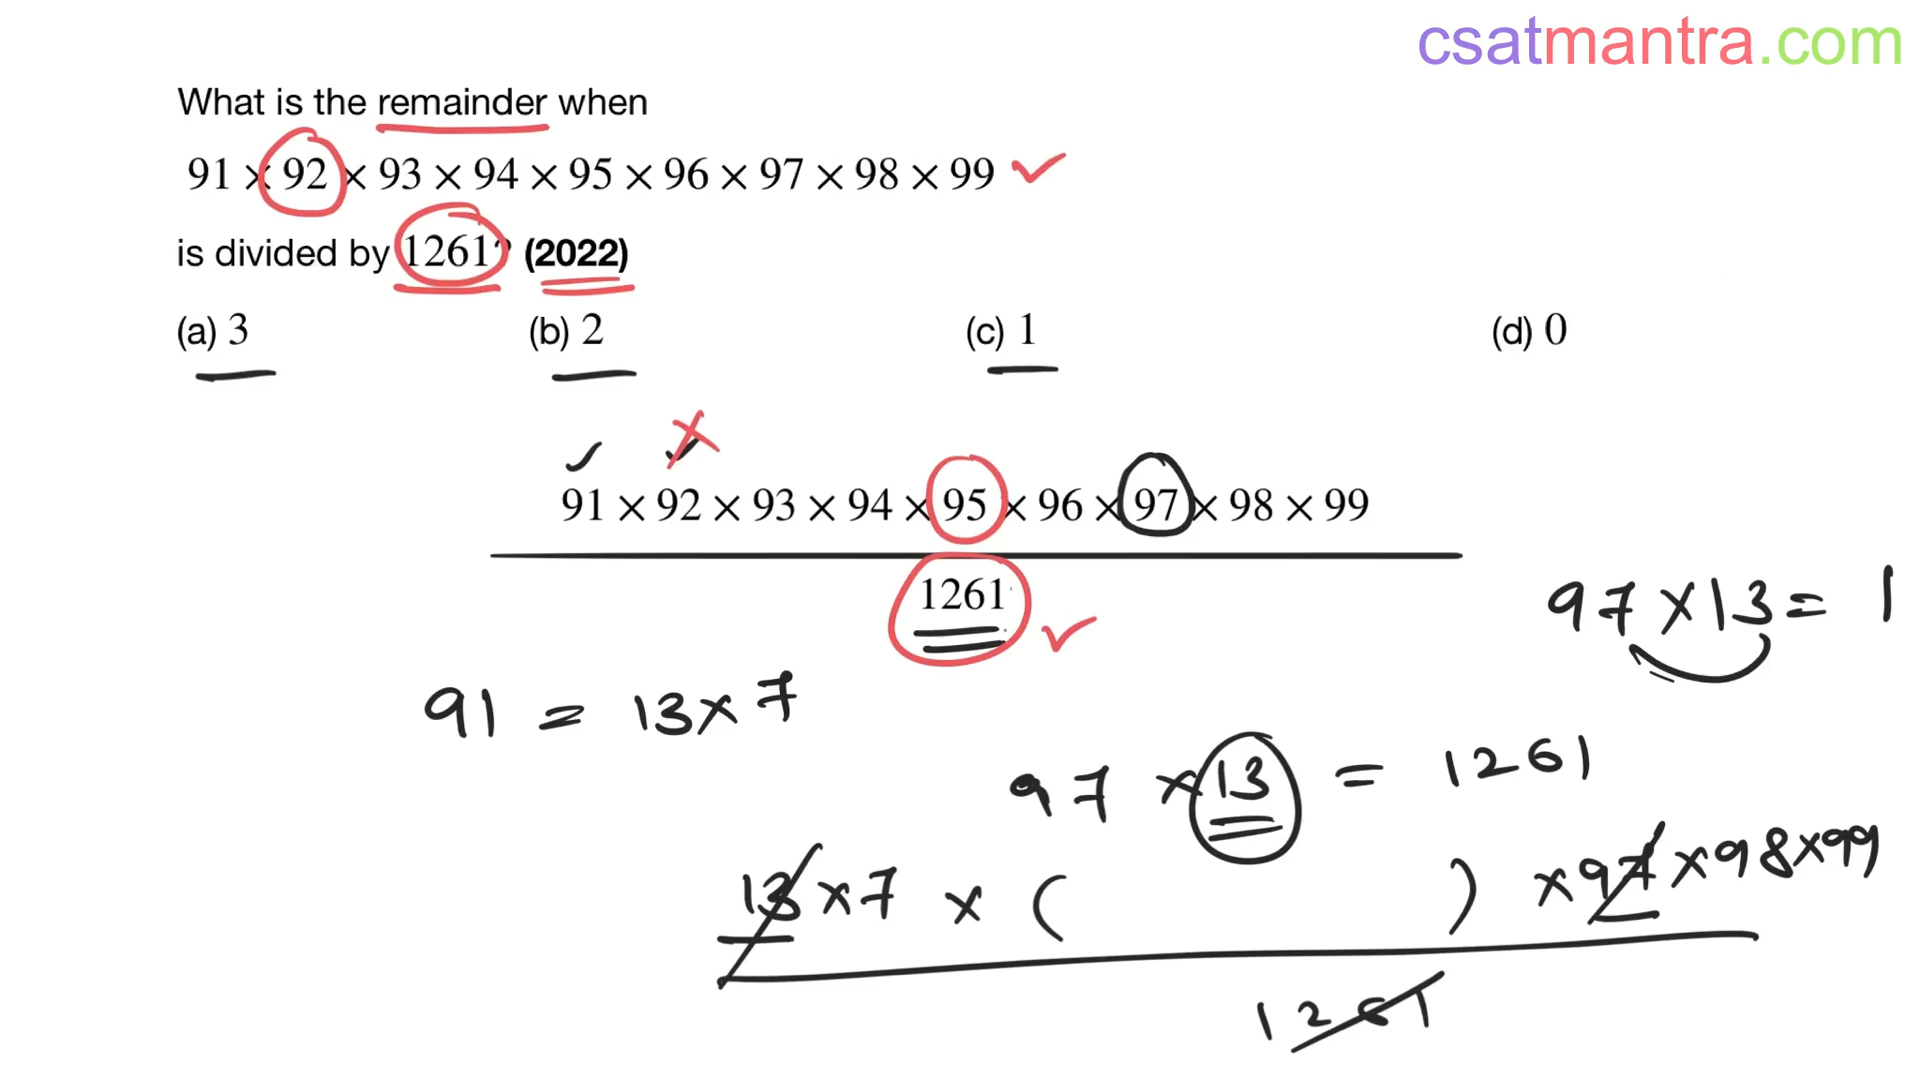 csatmantra.com
What is the remainder when
91 × 92 × 93 × 94 × 95 × 96 × 97 × 98 × 99
is divided by 1261? (2022)
(a) 3 (b) 2 (c) 1 (d) 0
91 × 92 × 93 × 94 × 95 × 96 × 97 × 98 × 99
1261
97 × 13 = 1
91 = 13 × 7
97 × 13 = 1261
13 × 7 × ( ) × 97 × 98 × 99
1261